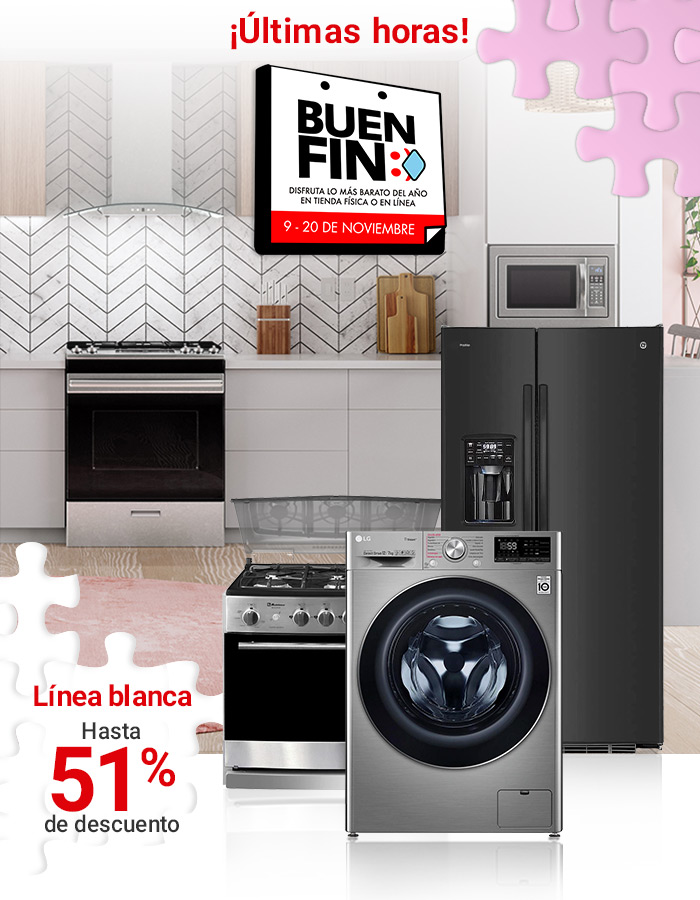 ¡Últimas horas!
BUEN
FIN
DISFRUTA LO MÁS BARATO DEL AÑO
EN TIENDA FÍSICA O EN LÍNEA
9 - 20 DE NOVIEMBRE
LG
Línea blanca
Hasta
51%
de descuento